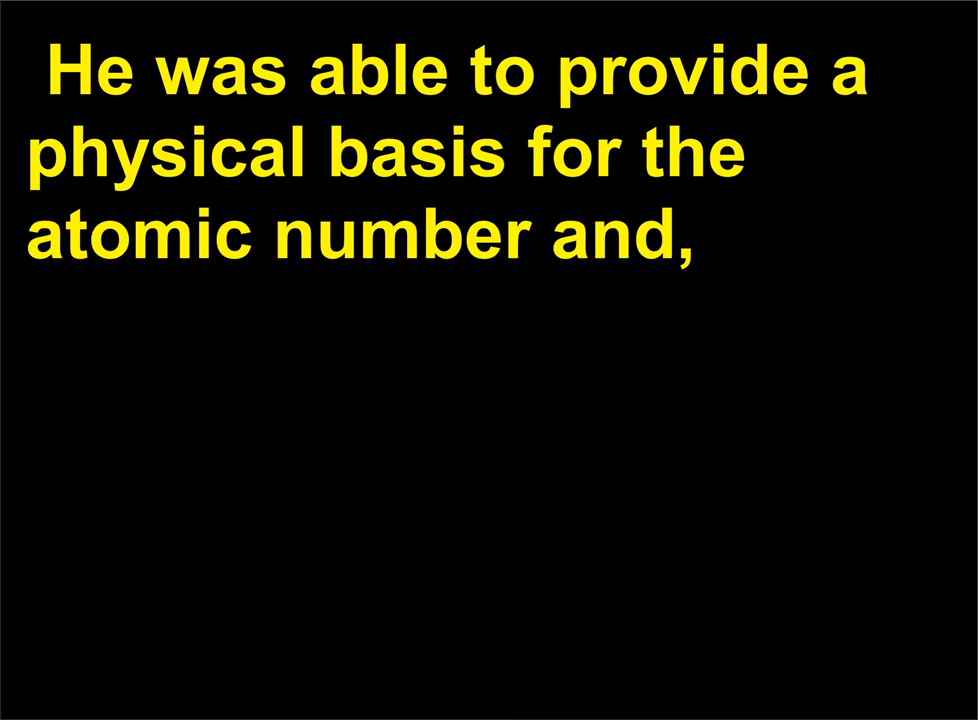 He was able to provide a
physical basis for the
atomic number and,